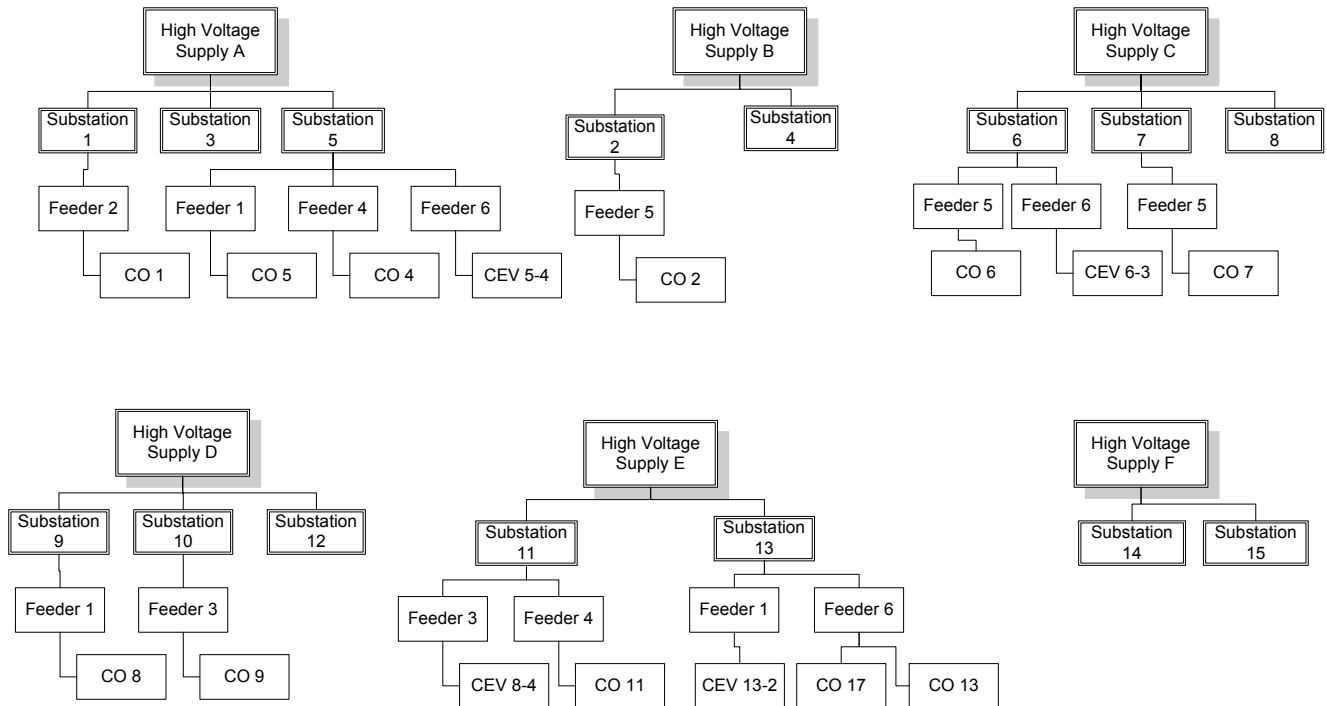 High Voltage
Supply A
High Voltage
Supply B
High Voltage
Supply C
Substation
1
Substation
3
Substation
5
Substation
2
Substation
4
Substation
6
Substation
7
Substation
8
Feeder 2
Feeder 1
Feeder 4
Feeder 6
Feeder 5
Feeder 5
Feeder 6
Feeder 5
CO 1
CO 5
CO 4
CEV 5-4
CO 2
CO 6
CEV 6-3
CO 7
High Voltage
Supply D
High Voltage
Supply E
High Voltage
Supply F
Substation
9
Substation
10
Substation
12
Substation
11
Substation
13
Substation
14
Substation
15
Feeder 1
Feeder 3
Feeder 3
Feeder 4
Feeder 1
Feeder 6
CO 8
CO 9
CEV 8-4
CO 11
CEV 13-2
CO 17
CO 13